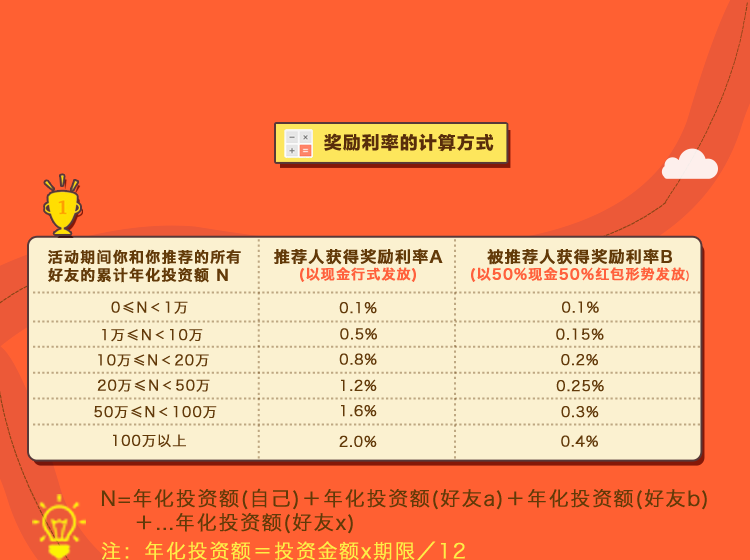 奖励利率的计算方式
1
活动期间你和你推荐的所有
好友的累计年化投资额 N
推荐人获得奖励利率A
(以现金行式发放)
被推荐人获得奖励利率B
(以50%现金50%红包形势发放)
0≤N<1万 0.1% 0.1%
1万≤N<10万 0.5% 0.15%
10万≤N<20万 0.8% 0.2%
20万≤N<50万 1.2% 0.25%
50万≤N<100万 1.6% 0.3%
100万以上 2.0% 0.4%
N=年化投资额(自己)+年化投资额(好友a)+年化投资额(好友b)
+...年化投资额(好友x)
注：年化投资额=投资金额x期限/12